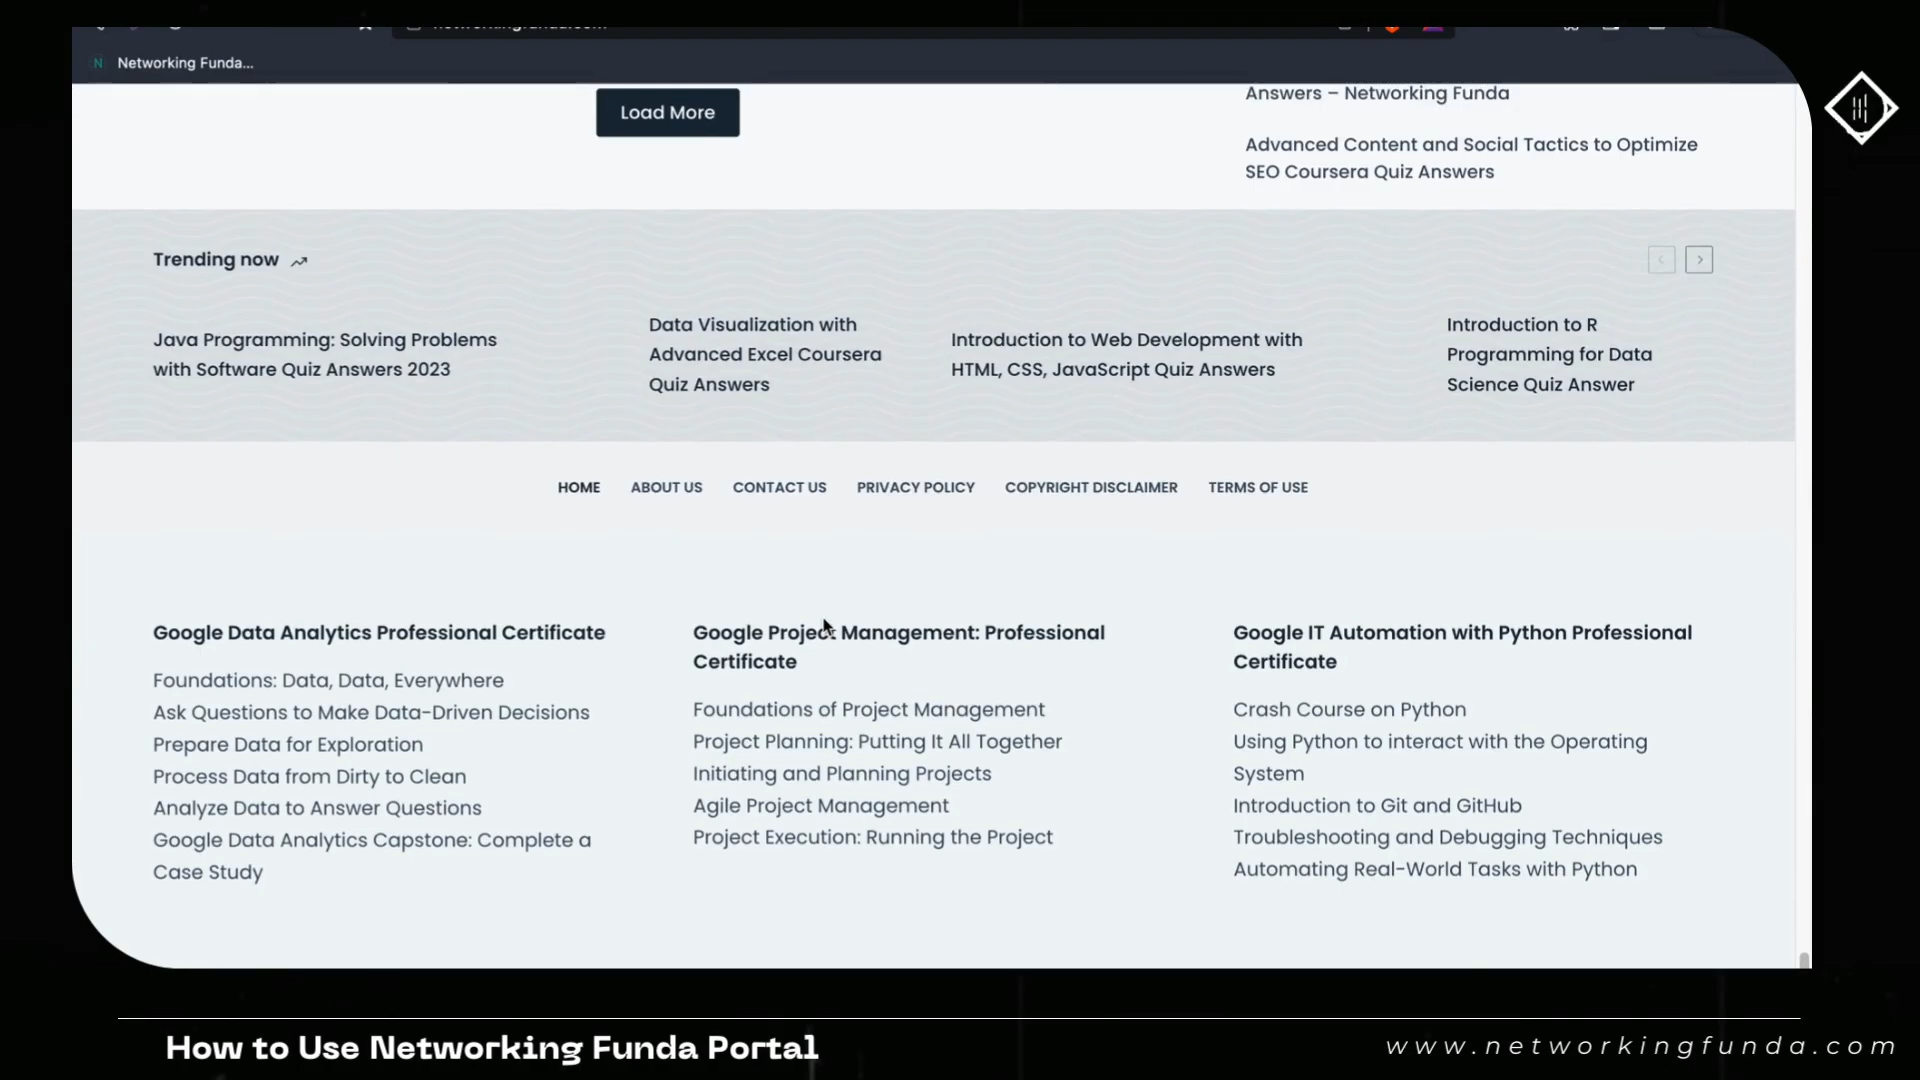 Networking Funda...
Load More
Answers – Networking Funda
Advanced Content and Social Tactics to Optimize
SEO Coursera Quiz Answers
Trending now
Java Programming: Solving Problems
with Software Quiz Answers 2023
Data Visualization with
Advanced Excel Coursera
Quiz Answers
Introduction to Web Development with
HTML, CSS, JavaScript Quiz Answers
Introduction to R
Programming for Data
Science Quiz Answer
HOME ABOUT US CONTACT US PRIVACY POLICY COPYRIGHT DISCLAIMER TERMS OF USE
Google Data Analytics Professional Certificate
Foundations: Data, Data, Everywhere
Ask Questions to Make Data-Driven Decisions
Prepare Data for Exploration
Process Data from Dirty to Clean
Analyze Data to Answer Questions
Google Data Analytics Capstone: Complete a
Case Study
Google Project Management: Professional
Certificate
Foundations of Project Management
Project Planning: Putting It All Together
Initiating and Planning Projects
Agile Project Management
Project Execution: Running the Project
Google IT Automation with Python Professional
Certificate
Crash Course on Python
Using Python to interact with the Operating
System
Introduction to Git and GitHub
Troubleshooting and Debugging Techniques
Automating Real-World Tasks with Python
How to Use Networking Funda Portal
www.networkingfunda.com